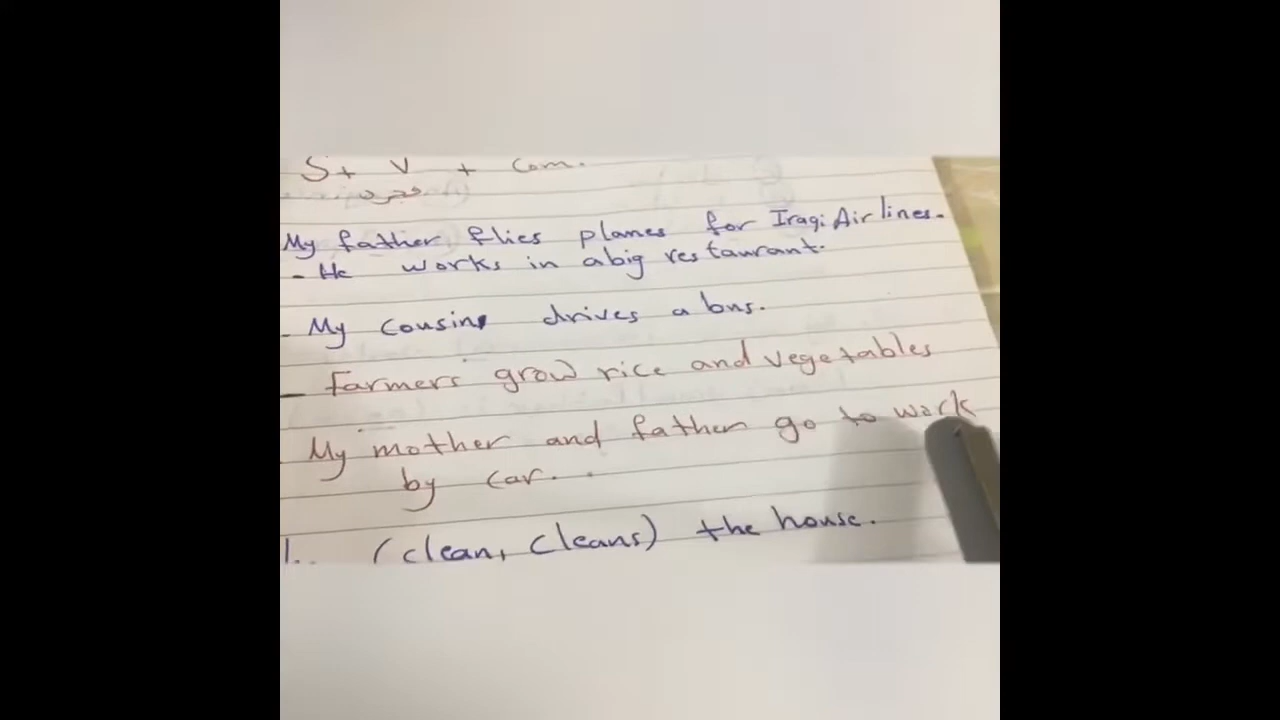 S+ V + Com.
مجرد
My father flies planes for Iraqi Airlines.
- He works in a big restaurant.
- My cousin drives a bus.
- Farmers grow rice and vegetables
. My mother and father go to work
by car.
(clean, cleans) the house.